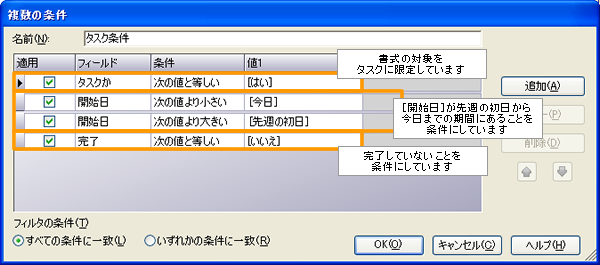 複数の条件
名前(N): タスク条件
適用 フィールド 条件 値1
タスクか 次の値と等しい [はい]
開始日 次の値より小さい [今日]
開始日 次の値より大きい [先週の初日]
完了 次の値と等しい [いいえ]
書式の対象を
タスクに限定しています
[開始日]が先週の初日から
今日までの期間にあることを
条件にしています
完了していないことを
条件にしています
追加(A)
(P)
削除(D)
フィルタの条件(T)
すべての条件に一致(L) いずれかの条件に一致(R)
OK(O) キャンセル(C) ヘルプ(H)